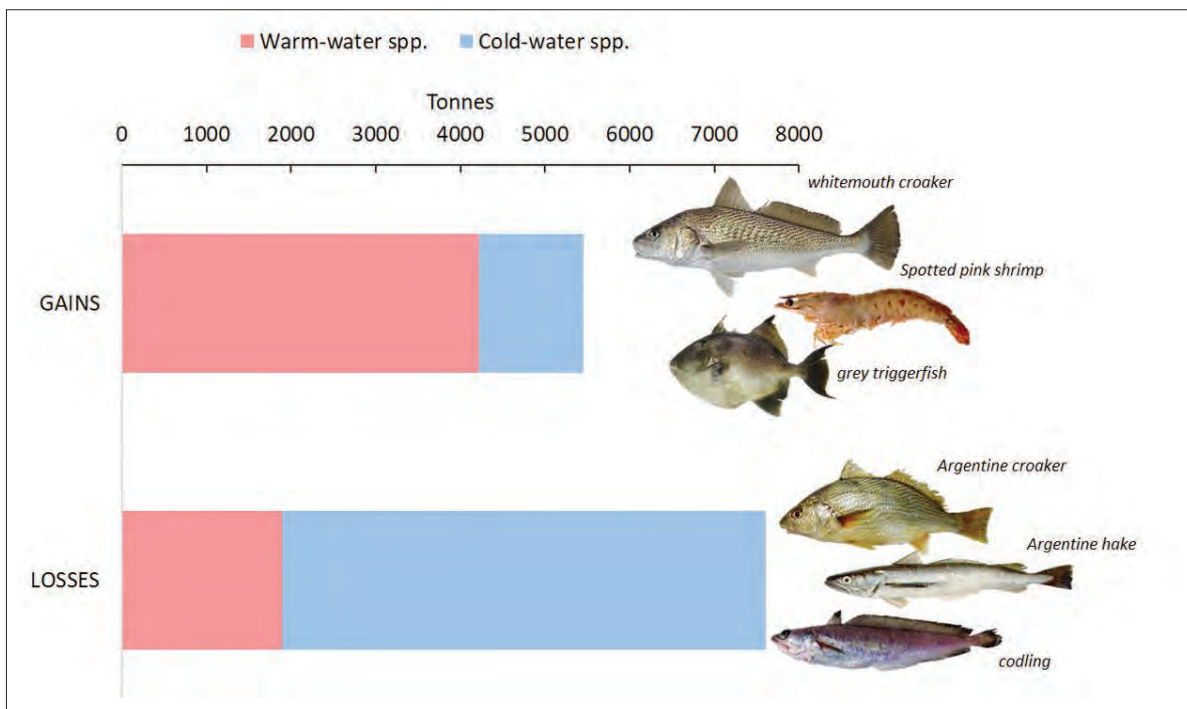 Warm-water spp. Cold-water spp.
Tonnes
0 1000 2000 3000 4000 5000 6000 7000 8000
whitemouth croaker
Spotted pink shrimp
GAINS
grey triggerfish
Argentine croaker
Argentine hake
LOSSES
codling